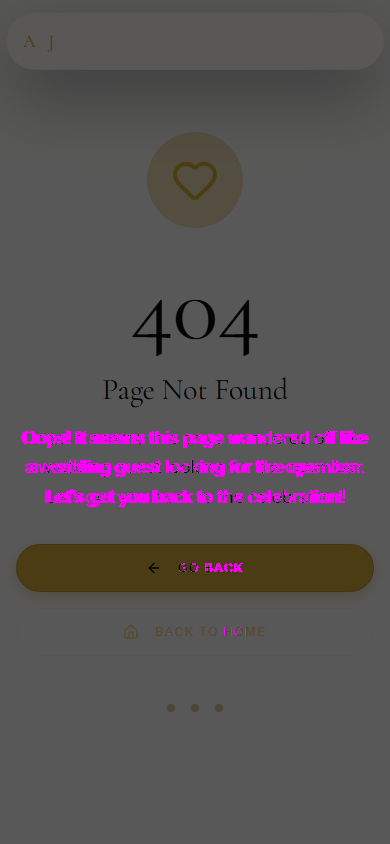 A J
404
Page Not Found
Oops! It seems this page wandered off like
a wedding guest looking for the open bar.
Let's get you back to the celebration!
GO BACK
BACK TO HOME